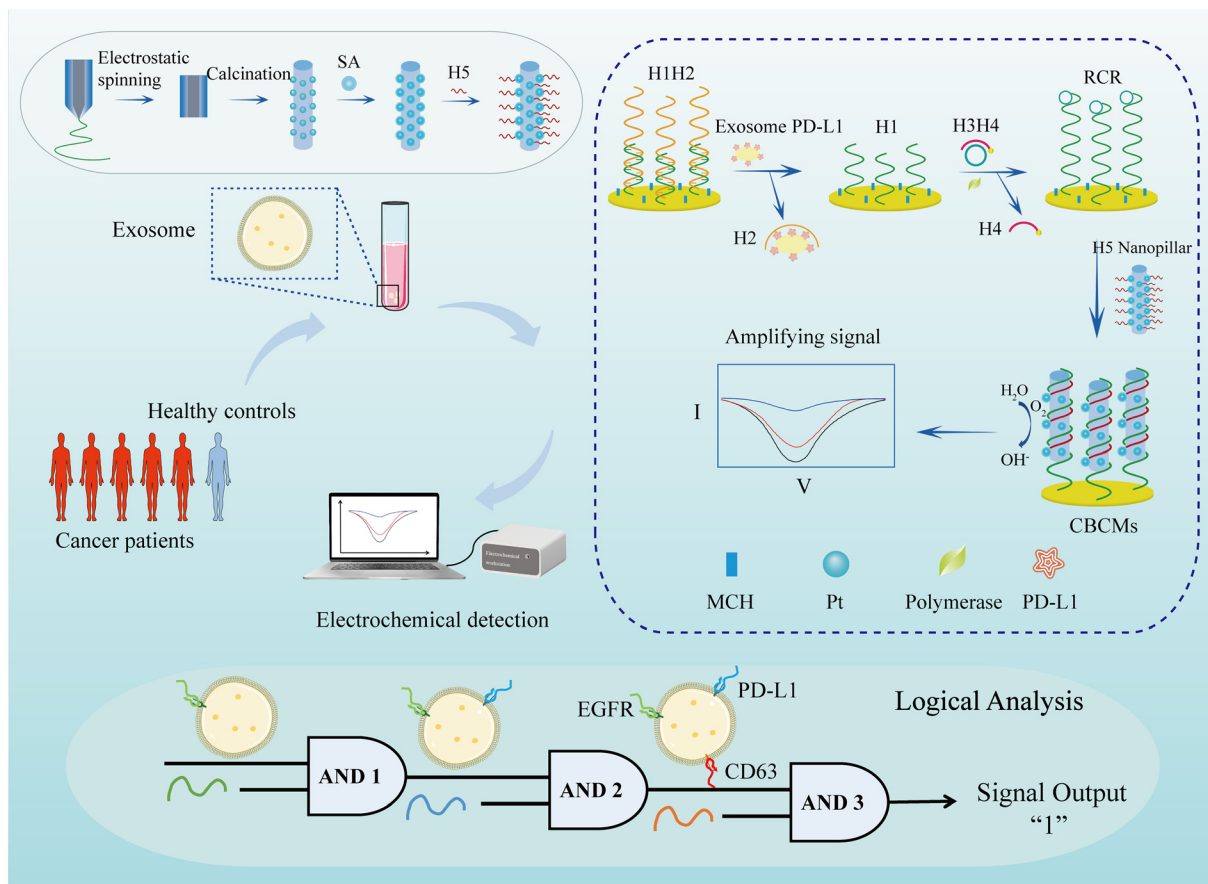 Electrostatic
spinning
Calcination
SA
H5
H1H2
Exosome PD-L1
H2
H1
H3H4
H4
RCR
H5 Nanopillar
H₂O
O₂
OH⁻
CBCMs
Amplifying signal
I
V
MCH
Pt
Polymerase
PD-L1
Exosome
Healthy controls
Cancer patients
Electrochemical
workstation
Electrochemical detection
Logical Analysis
EGFR
PD-L1
CD63
AND 1
AND 2
AND 3
Signal Output
“1”